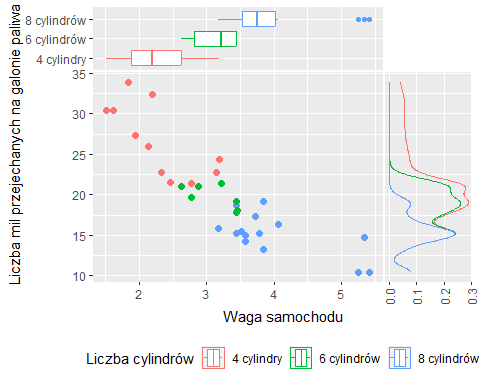 8 cylindrów
6 cylindrów
4 cylindry
Liczba mil przejechanych na galonie paliwa
35
30
25
20
15
10
2
3
4
5
0.0
0.1
0.2
0.3
Waga samochodu
Liczba cylindrów
4 cylindry
6 cylindrów
8 cylindrów